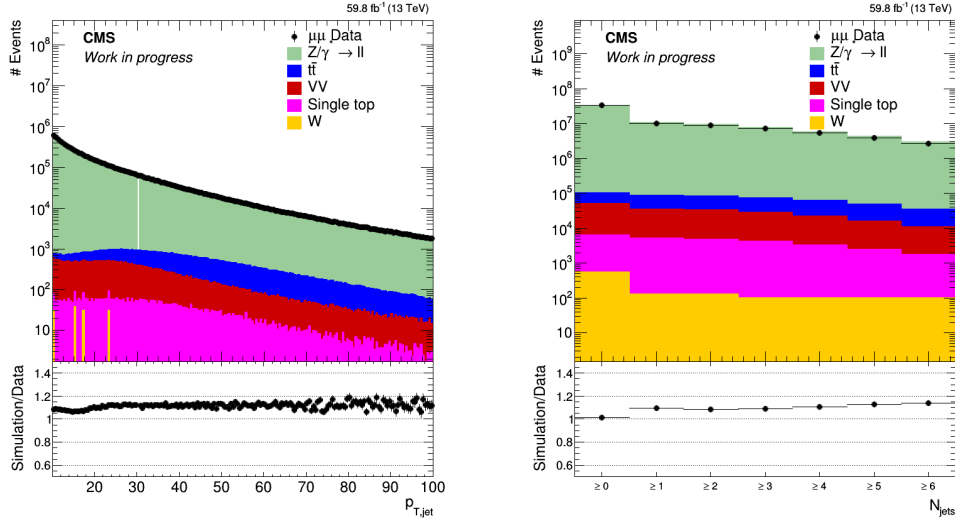 59.8 fb⁻¹ (13 TeV)
# Events
10⁸
10⁷
10⁶
10⁵
10⁴
10³
10²
10
CMS
Work in progress
μμ Data
Z/γ → ll
tt̄
VV
Single top
W
Simulation/Data
1.4
1.2
1
0.8
0.6
20 30 40 50 60 70 80 90 100
p_T,jet
59.8 fb⁻¹ (13 TeV)
# Events
10⁹
10⁸
10⁷
10⁶
10⁵
10⁴
10³
10²
10
CMS
Work in progress
μμ Data
Z/γ → ll
tt̄
VV
Single top
W
Simulation/Data
1.4
1.2
1
0.8
0.6
≥ 0 ≥ 1 ≥ 2 ≥ 3 ≥ 4 ≥ 5 ≥ 6
N_jets